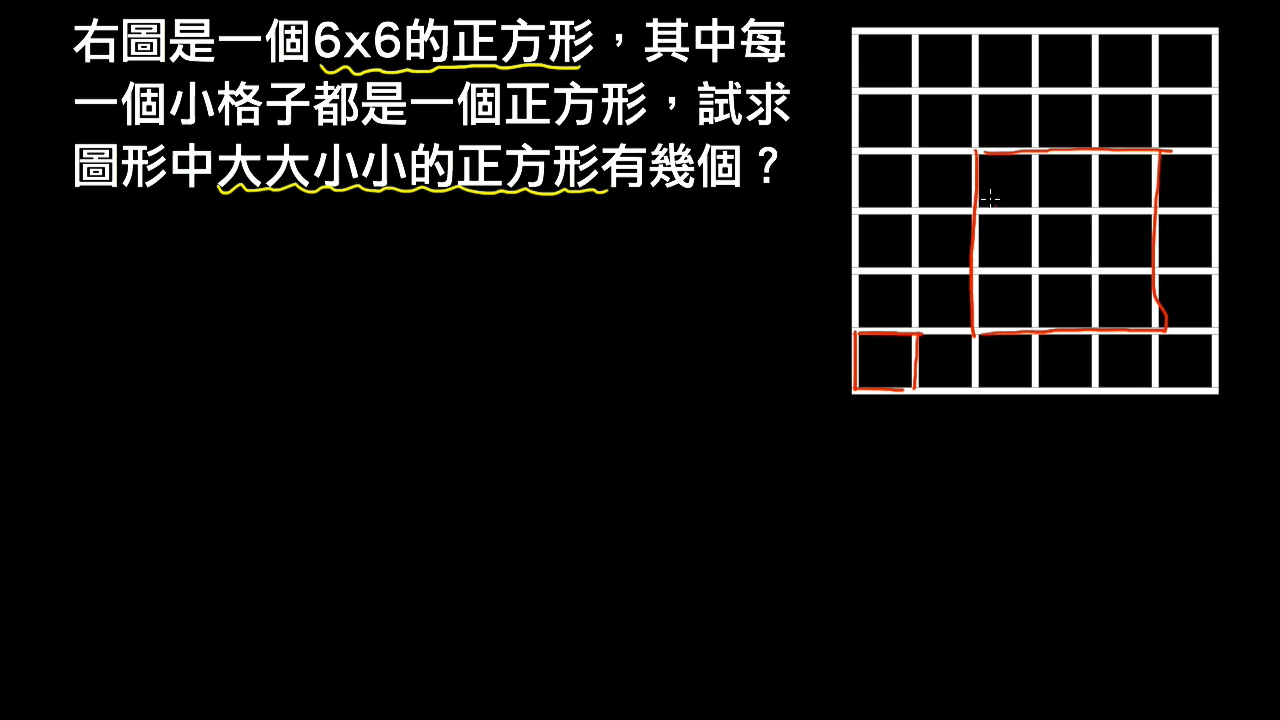 右圖是一個6x6的正方形，其中每
一個小格子都是一個正方形，試求
圖形中大大小小的正方形有幾個？